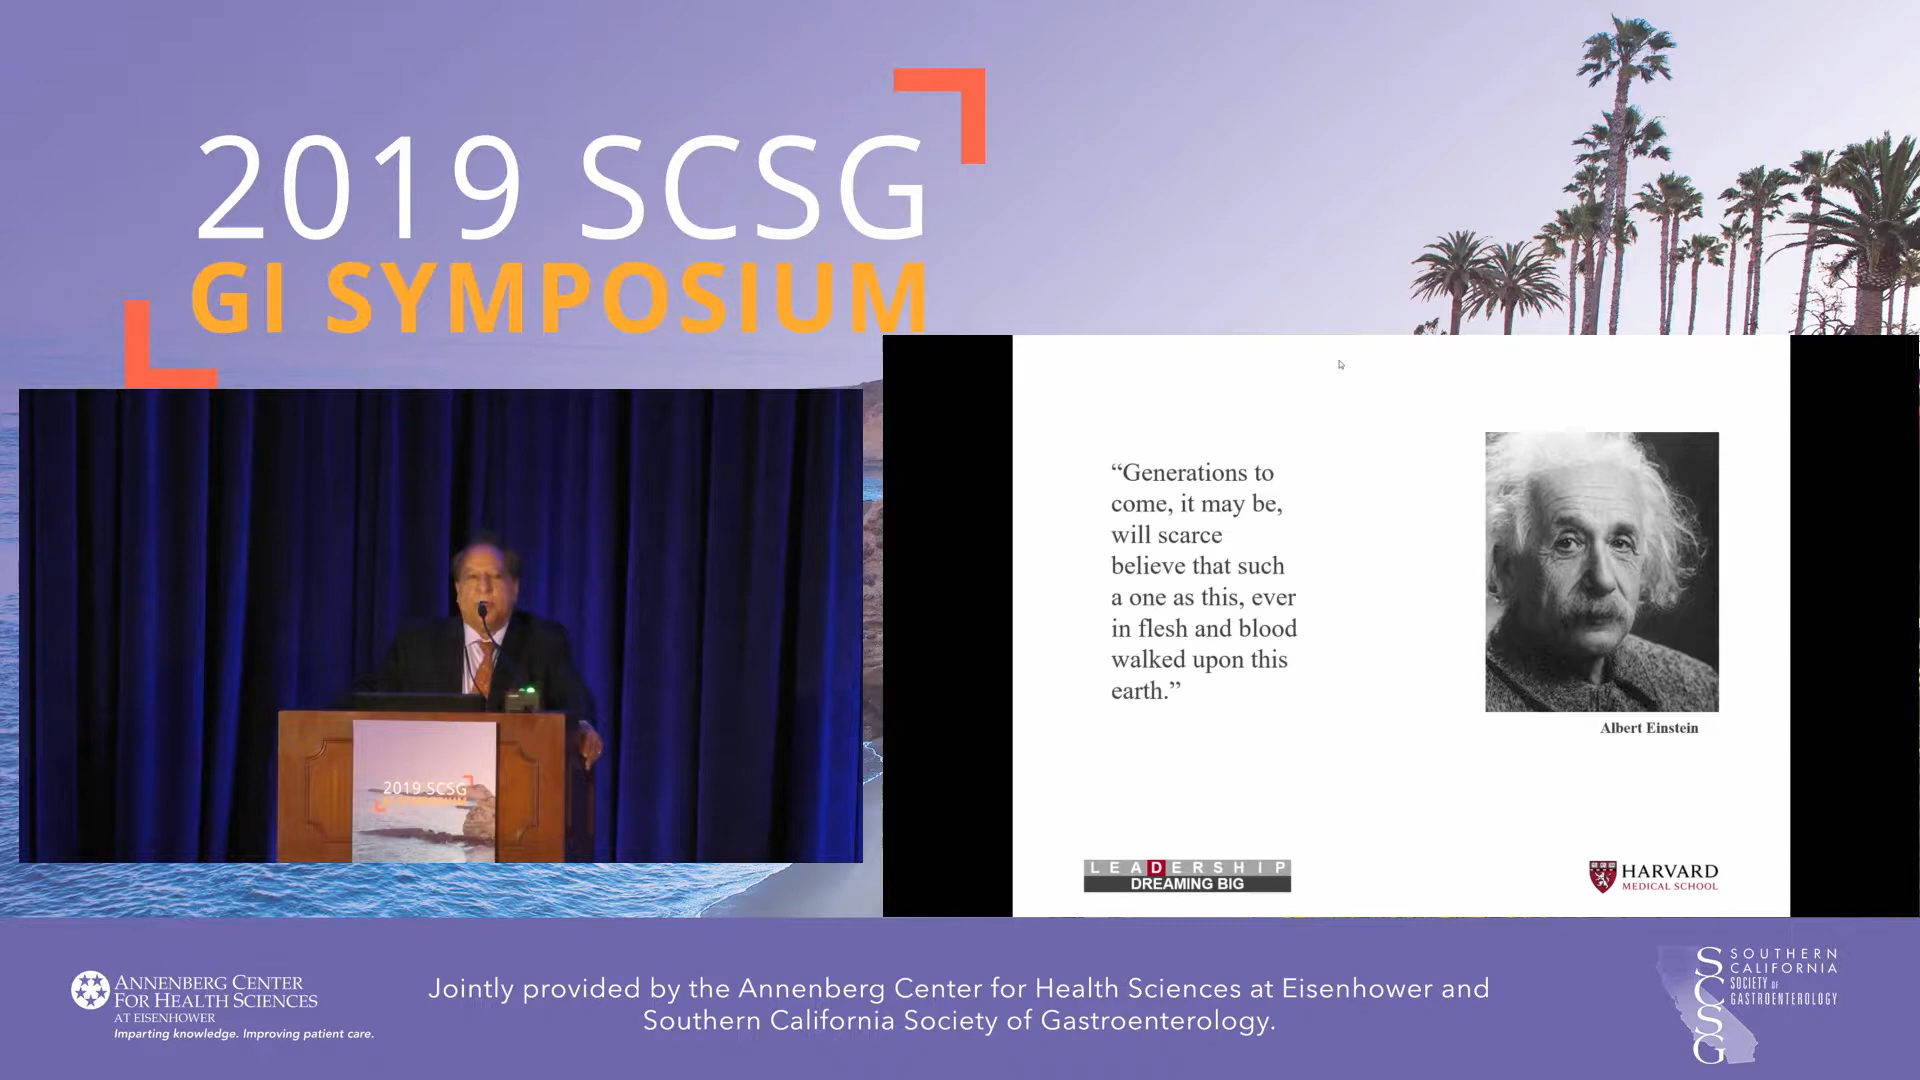 2019 SCSG
GI SYMPOSIUM
“Generations to
come, it may be,
will scarce
believe that such
a one as this, ever
in flesh and blood
walked upon this
earth.”
Albert Einstein
LEADERSHIP
DREAMING BIG
HARVARD
MEDICAL SCHOOL
2019 SCSG
ANNENBERG CENTER
FOR HEALTH SCIENCES
AT EISENHOWER
Imparting knowledge. Improving patient care.
Jointly provided by the Annenberg Center for Health Sciences at Eisenhower and
Southern California Society of Gastroenterology.
SCSG
SOUTHERN
CALIFORNIA
SOCIETY OF
GASTROENTEROLOGY